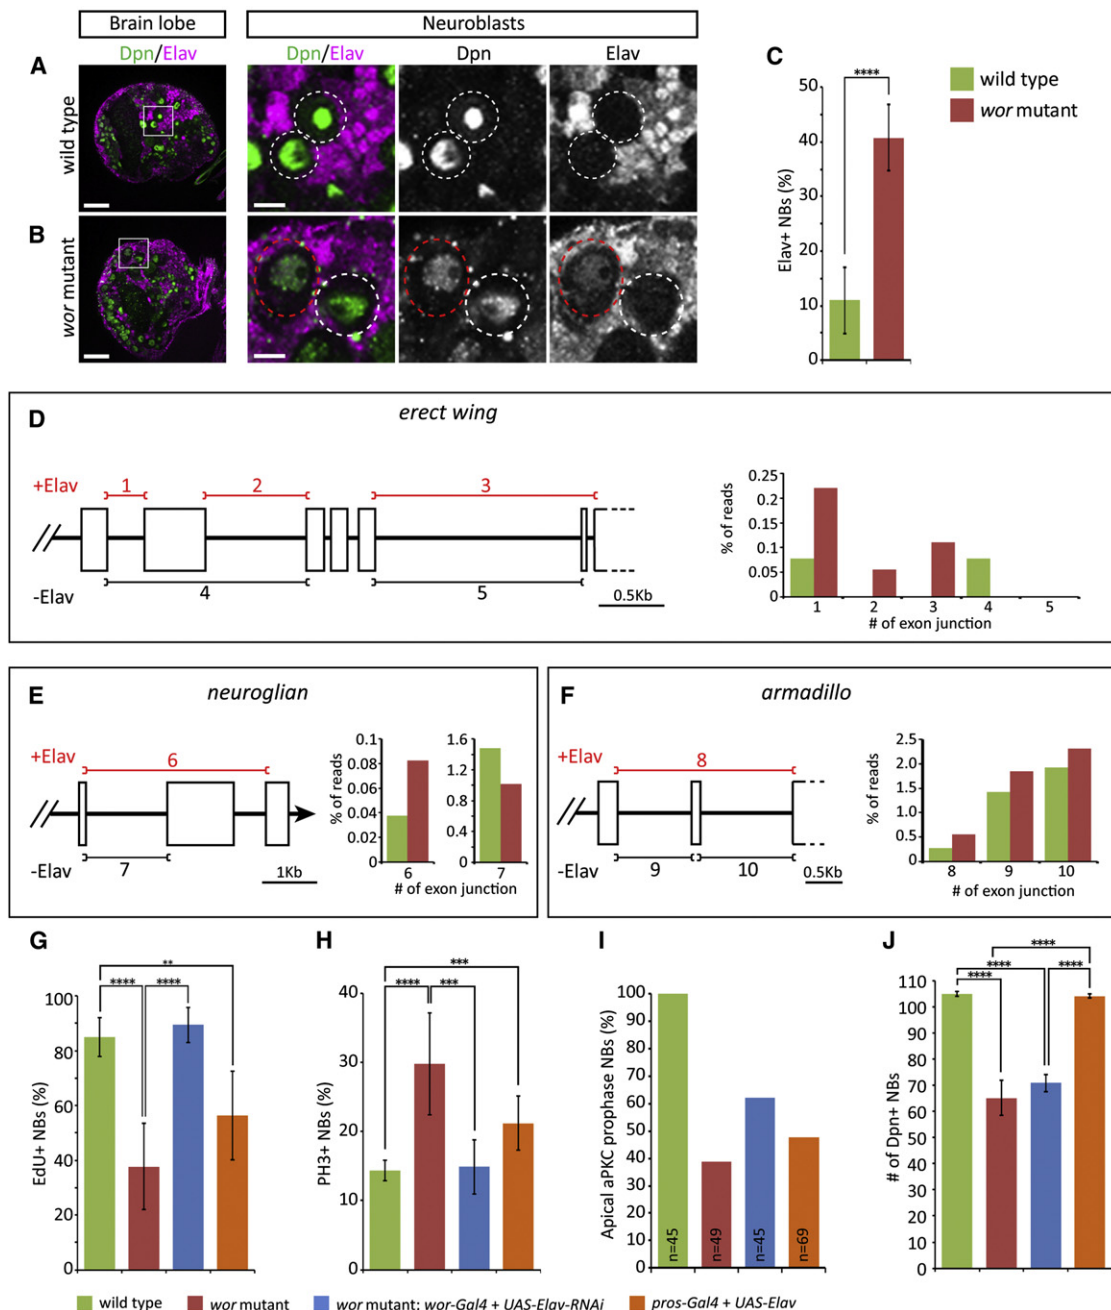 Brain lobe
Neuroblasts
Dpn/Elav
Dpn/Elav
Dpn
Elav
A
wild type
B
wor mutant
C
Elav+ NBs (%)
50
40
30
20
10
0
****
wild type
wor mutant
D
erect wing
+Elav
1
2
3
-Elav
4
5
0.5Kb
% of reads
0.25
0.2
0.15
0.1
0.05
0
1 2 3 4 5
# of exon junction
E
neuroglian
+Elav
6
-Elav
7
1Kb
% of reads
0.1
0.08
0.06
0.04
0.02
0
1.6
1.2
0.8
0.4
0
6 7
# of exon junction
F
armadillo
+Elav
8
-Elav
9
10
0.5Kb
% of reads
2.5
2.0
1.5
1.0
0.5
0
8 9 10
# of exon junction
G
EdU+ NBs (%)
100
80
60
40
20
0
**
**** ****
H
PH3+ NBs (%)
40
30
20
10
0
***
**** ***
I
Apical aPKC prophase NBs (%)
100
90
80
70
60
50
40
30
20
10
0
n=45
n=49
n=45
n=69
J
# of Dpn+ NBs
110
100
90
80
70
60
50
40
30
20
10
0
****
**** ****
****
wild type
wor mutant
wor mutant; wor-Gal4 + UAS-Elav-RNAi
pros-Gal4 + UAS-Elav